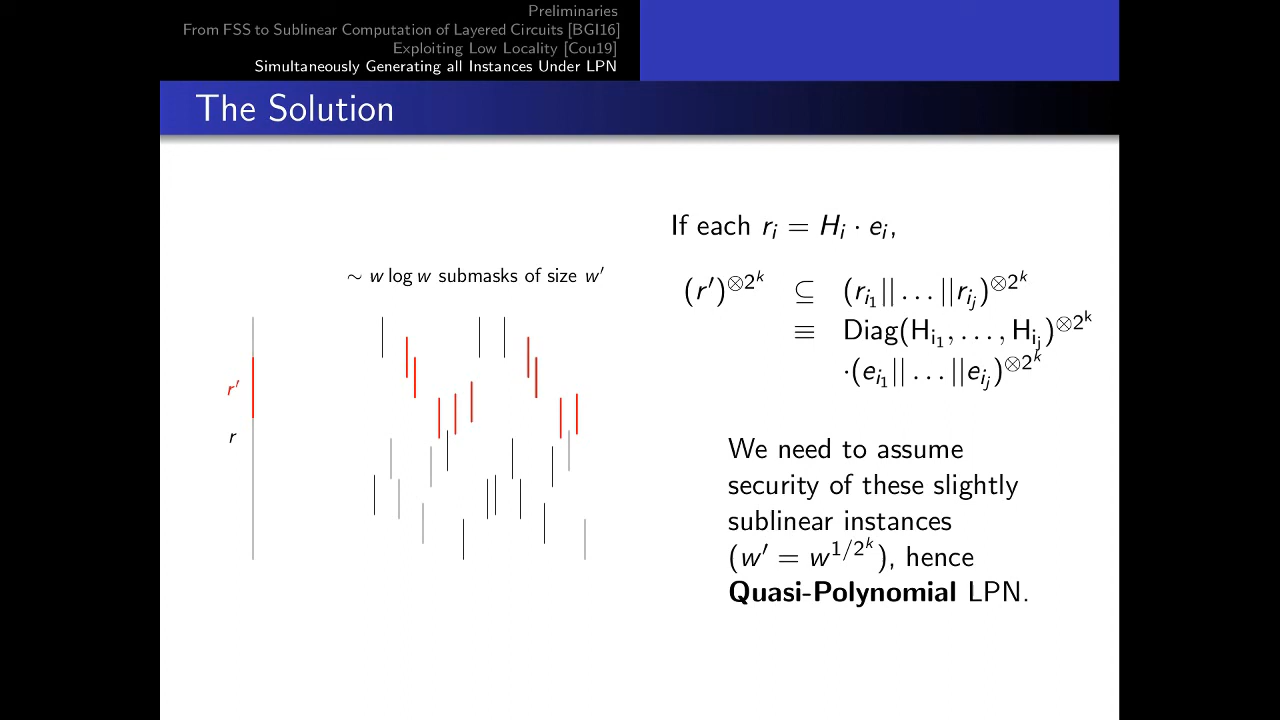 Preliminaries
From FSS to Sublinear Computation of Layered Circuits [BGI16]
Exploiting Low Locality [Cou19]
Simultaneously Generating all Instances Under LPN
The Solution
If each rᵢ = Hᵢ · eᵢ,
∼ w log w submasks of size w′
(r′)^{⊗2^k} ⊆ (r_{i_1}|| . . . ||r_{i_j})^{⊗2^k}
≡ Diag(H_{i_1}, . . . , H_{i_j})^{⊗2^k}
·(e_{i_1}|| . . . ||e_{i_j})^{⊗2^k}
r′
r
We need to assume
security of these slightly
sublinear instances
(w′ = w^{1/2^k}), hence
Quasi-Polynomial LPN.